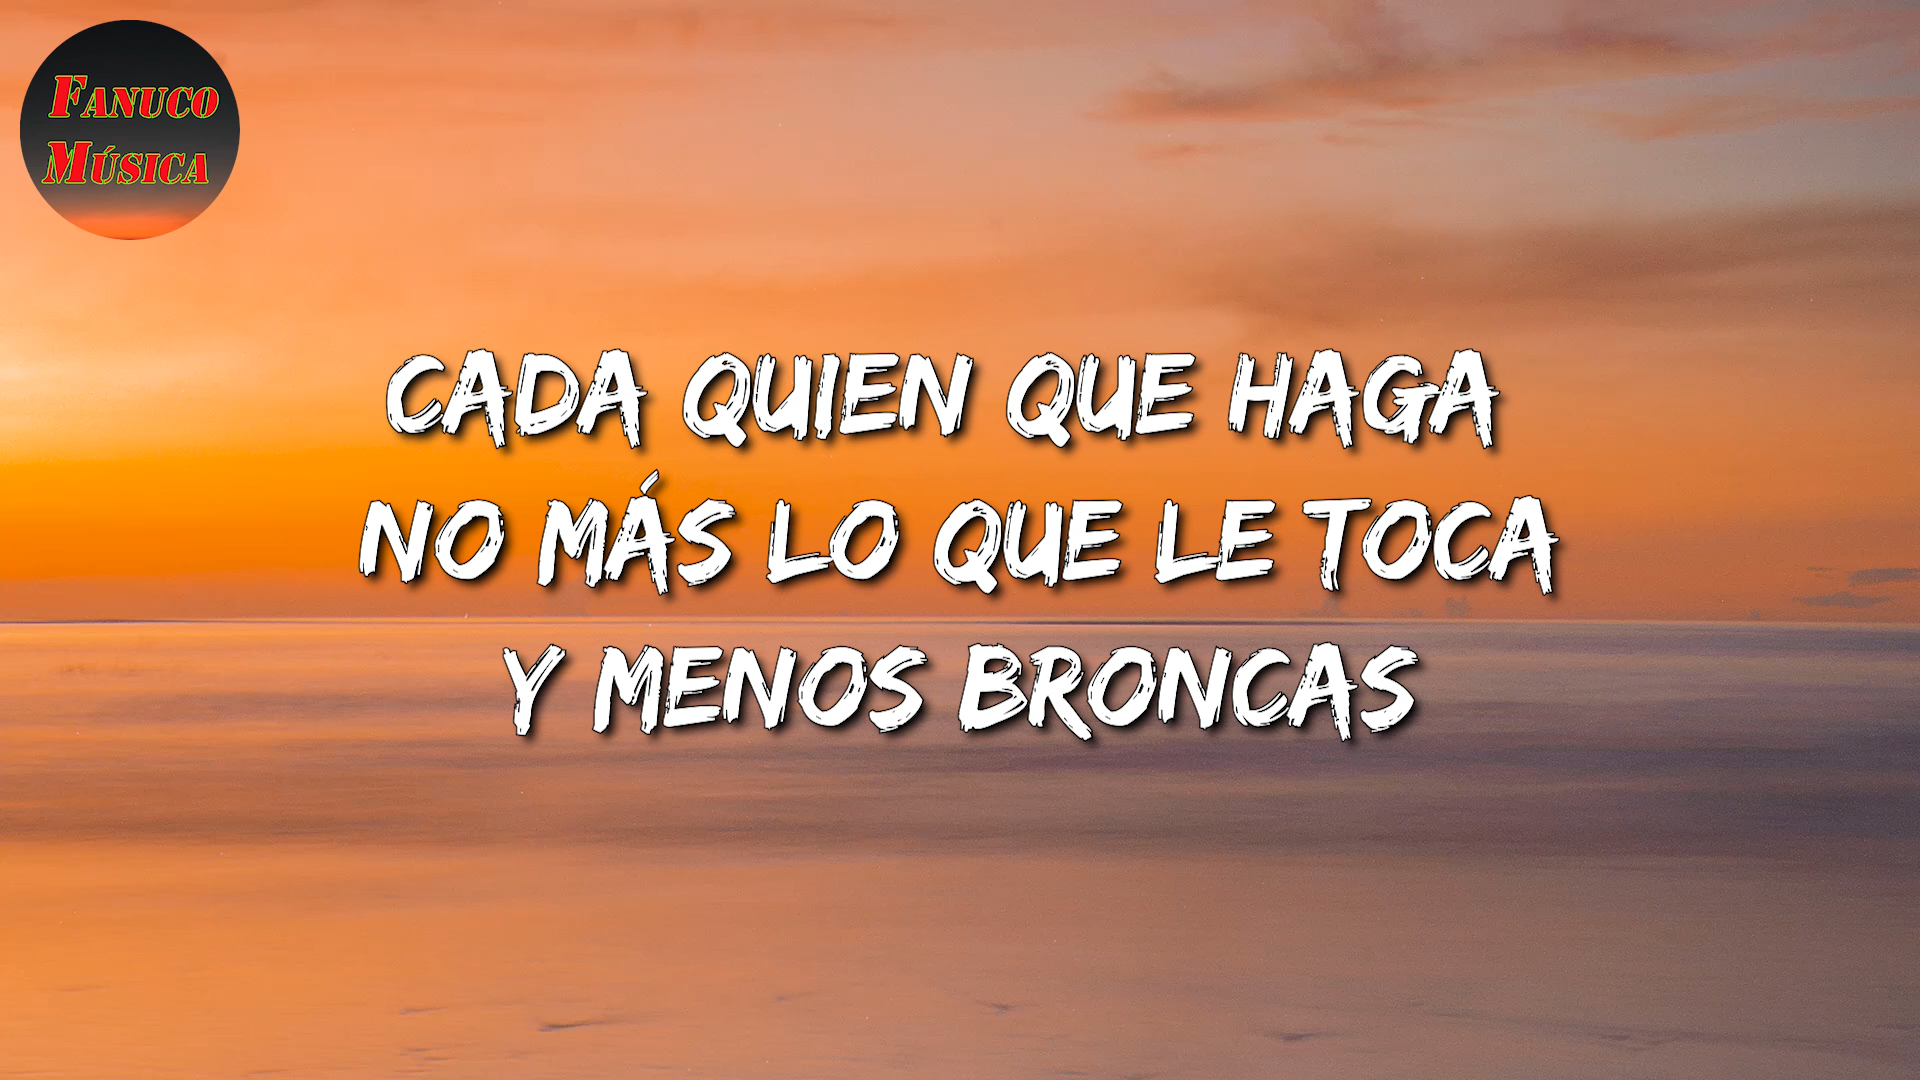 FANUCO
MÚSICA
CADA QUIEN QUE HAGA
NO MÁS LO QUE LE TOCA
Y MENOS BRONCAS